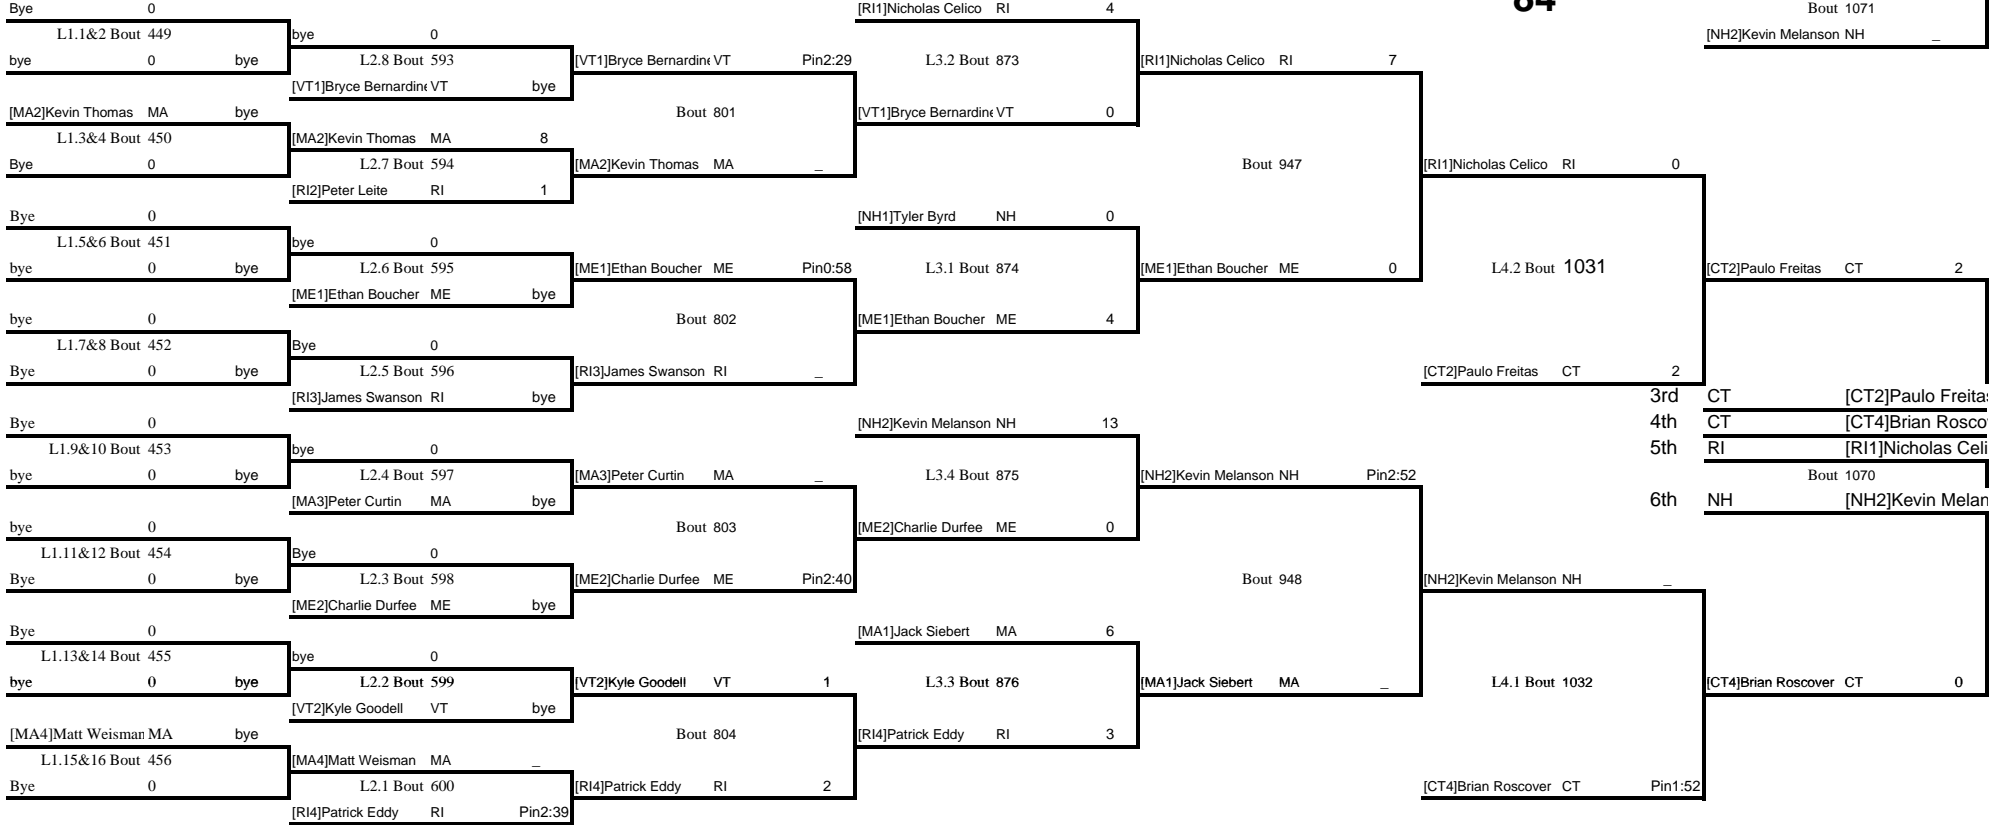 Bye 0 [RI1]Nicholas Celico RI 4 84 Bout 1071
L1.1&2 Bout 449 bye 0 [NH2]Kevin Melanson NH _
bye 0 bye L2.8 Bout 593 [VT1]Bryce Bernardine VT Pin2:29 L3.2 Bout 873 [RI1]Nicholas Celico RI 7
[VT1]Bryce Bernardine VT bye
[MA2]Kevin Thomas MA bye Bout 801 [VT1]Bryce Bernardine VT 0
L1.3&4 Bout 450 [MA2]Kevin Thomas MA 8
Bye 0 L2.7 Bout 594 [MA2]Kevin Thomas MA _ Bout 947 [RI1]Nicholas Celico RI 0
[RI2]Peter Leite RI 1
Bye 0 [NH1]Tyler Byrd NH 0
L1.5&6 Bout 451 bye 0
bye 0 bye L2.6 Bout 595 [ME1]Ethan Boucher ME Pin0:58 L3.1 Bout 874 [ME1]Ethan Boucher ME 0 L4.2 Bout 1031 [CT2]Paulo Freitas CT 2
[ME1]Ethan Boucher ME bye
bye 0 Bout 802 [ME1]Ethan Boucher ME 4
L1.7&8 Bout 452 Bye 0
Bye 0 bye L2.5 Bout 596 [RI3]James Swanson RI _ [CT2]Paulo Freitas CT 2
[RI3]James Swanson RI bye 3rd CT [CT2]Paulo Freitas
Bye 0 [NH2]Kevin Melanson NH 13 4th CT [CT4]Brian Rosco
L1.9&10 Bout 453 bye 0 5th RI [RI1]Nicholas Celi
bye 0 bye L2.4 Bout 597 [MA3]Peter Curtin MA _ L3.4 Bout 875 [NH2]Kevin Melanson NH Pin2:52 Bout 1070
[MA3]Peter Curtin MA bye 6th NH [NH2]Kevin Melan
bye 0 Bout 803 [ME2]Charlie Durfee ME 0
L1.11&12 Bout 454 Bye 0
Bye 0 bye L2.3 Bout 598 [ME2]Charlie Durfee ME Pin2:40 Bout 948 [NH2]Kevin Melanson NH _
[ME2]Charlie Durfee ME bye
Bye 0 [MA1]Jack Siebert MA 6
L1.13&14 Bout 455 bye 0
bye 0 bye L2.2 Bout 599 [VT2]Kyle Goodell VT 1 L3.3 Bout 876 [MA1]Jack Siebert MA _ L4.1 Bout 1032 [CT4]Brian Roscover CT 0
[VT2]Kyle Goodell VT bye
[MA4]Matt Weisman MA bye Bout 804 [RI4]Patrick Eddy RI 3
L1.15&16 Bout 456 [MA4]Matt Weisman MA _
Bye 0 L2.1 Bout 600 [RI4]Patrick Eddy RI 2 [CT4]Brian Roscover CT Pin1:52
[RI4]Patrick Eddy RI Pin2:39